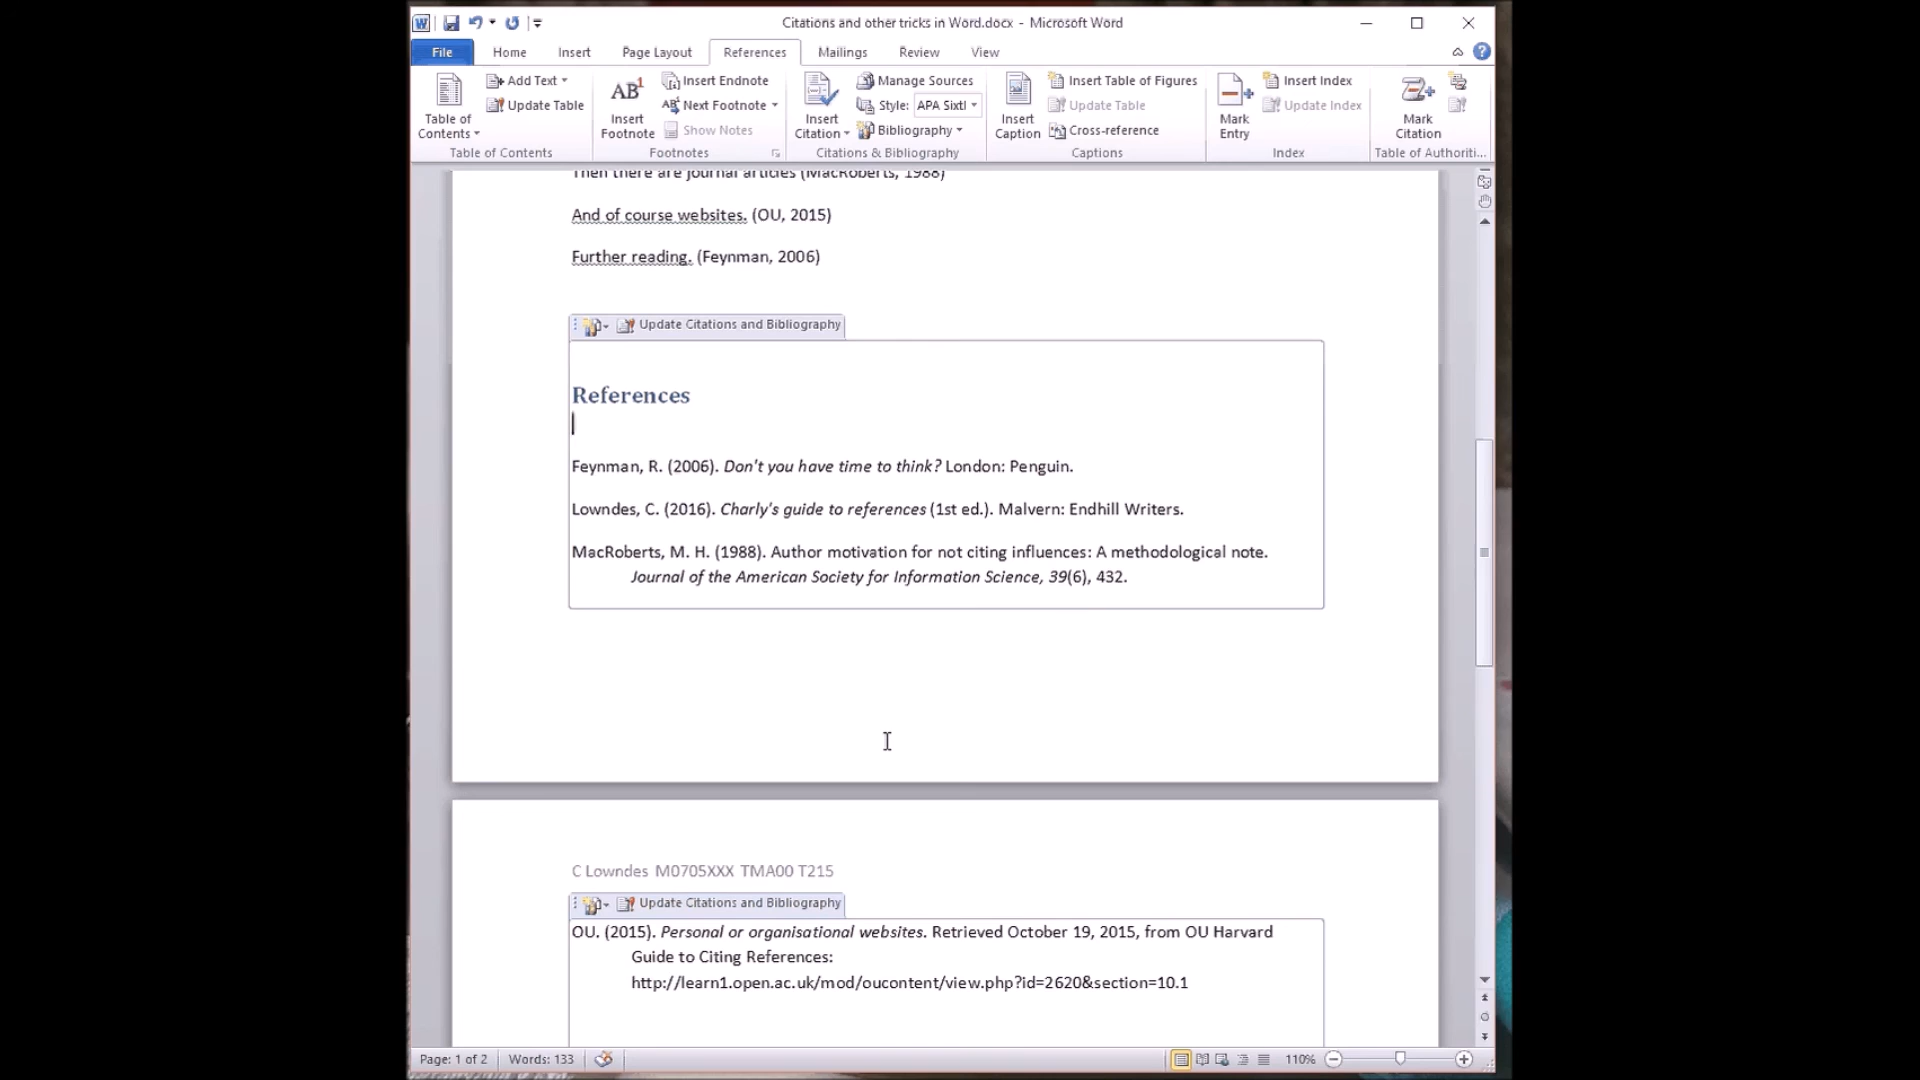 Citations and other tricks in Word.docx - Microsoft Word
File Home Insert Page Layout References Mailings Review View
Table of Contents
Add Text
Update Table
Table of Contents
AB1 Insert Footnote
Insert Endnote
AB1 Next Footnote
Show Notes
Footnotes
Insert Citation
Manage Sources
Style: APA Sixtl
Bibliography
Citations & Bibliography
Insert Caption
Insert Table of Figures
Update Table
Cross-reference
Captions
Mark Entry
Insert Index
Update Index
Index
Mark Citation
Table of Authoriti...
Then there are journal articles (MacRoberts, 1988)
And of course websites. (OU, 2015)
Further reading. (Feynman, 2006)
Update Citations and Bibliography
References
Feynman, R. (2006). Don't you have time to think? London: Penguin.
Lowndes, C. (2016). Charly's guide to references (1st ed.). Malvern: Endhill Writers.
MacRoberts, M. H. (1988). Author motivation for not citing influences: A methodological note.
Journal of the American Society for Information Science, 39(6), 432.
C Lowndes M0705XXX TMA00 T215
Update Citations and Bibliography
OU. (2015). Personal or organisational websites. Retrieved October 19, 2015, from OU Harvard
Guide to Citing References:
http://learn1.open.ac.uk/mod/oucontent/view.php?id=2620&section=10.1
Page: 1 of 2 Words: 133 110%